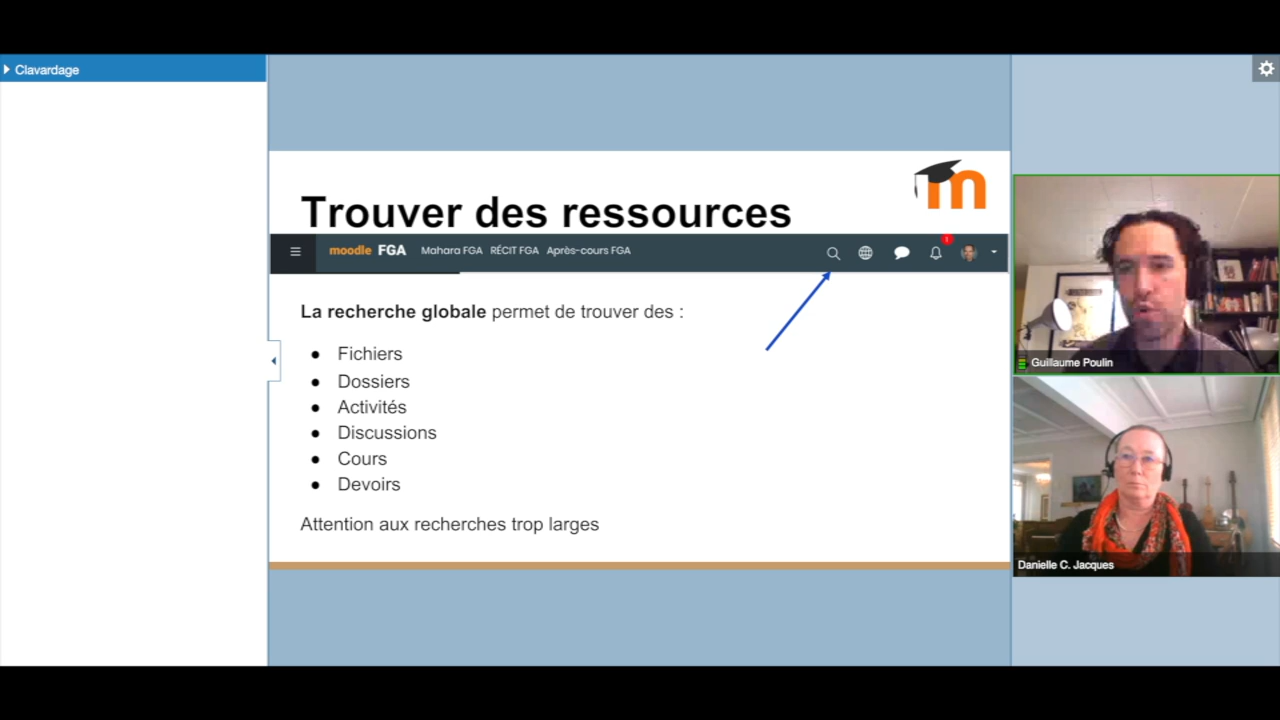 Clavardage
Trouver des ressources
m
moodle FGA Mahara FGA RÉCIT FGA Après-cours FGA
1
La recherche globale permet de trouver des :
● Fichiers
● Dossiers
● Activités
● Discussions
● Cours
● Devoirs
Attention aux recherches trop larges
Guillaume Poulin
Danielle C. Jacques